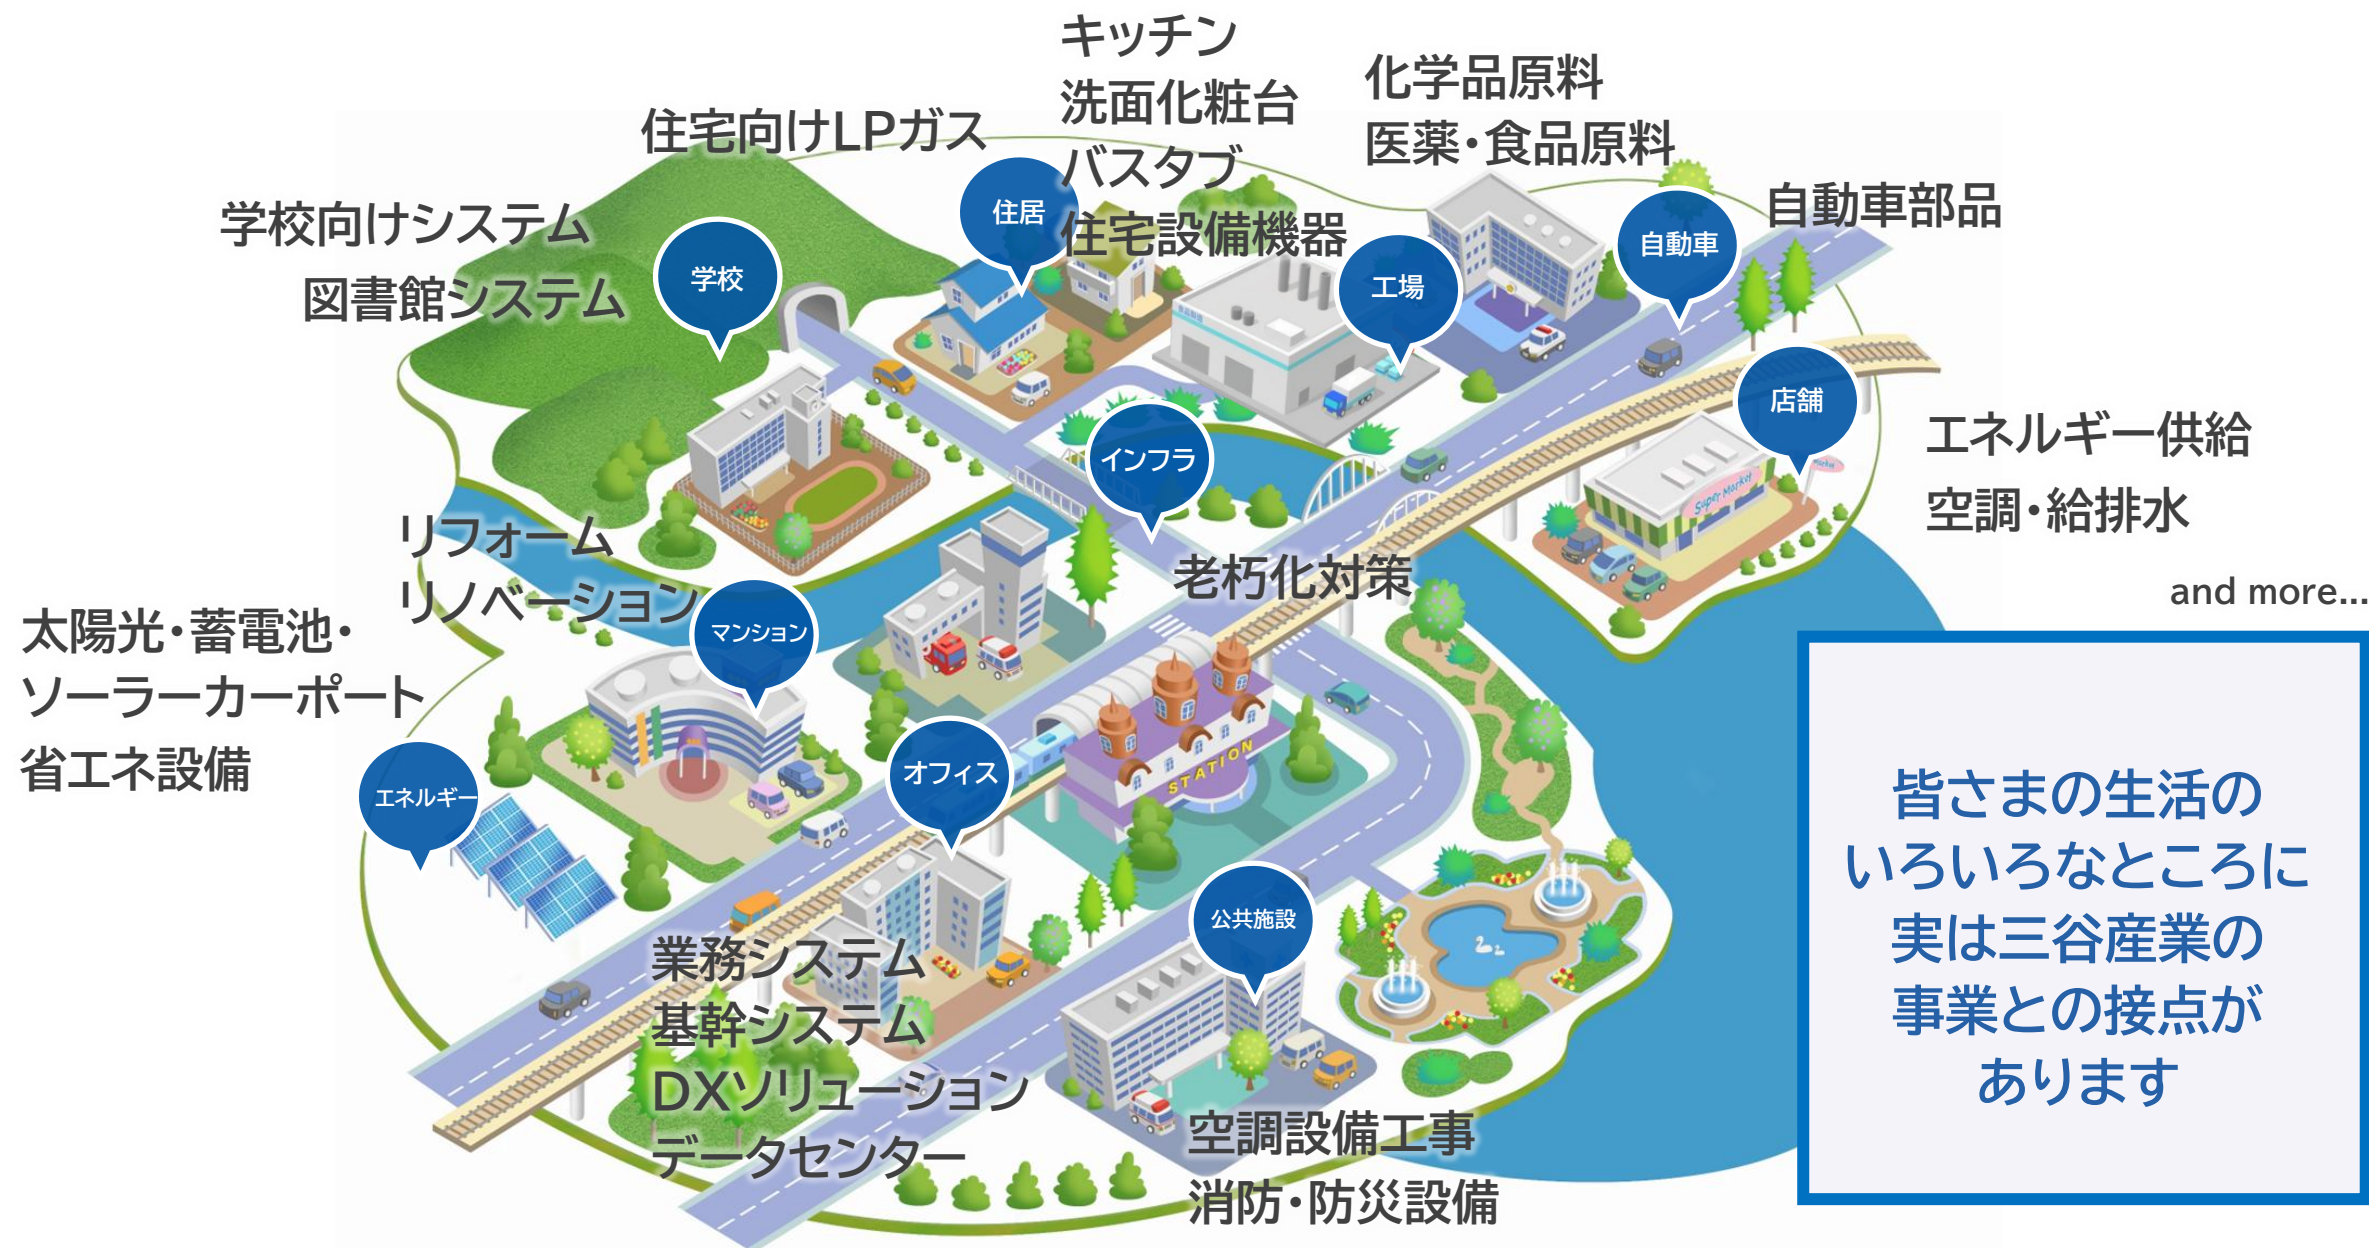 キッチン
洗面化粧台
バスタブ
住宅設備機器
化学品原料
医薬・食品原料
住宅向けLPガス
住居
自動車部品
自動車
学校向けシステム
図書館システム
学校
工場
店舗
Super Market
エネルギー供給
空調・給排水
インフラ
老朽化対策
and more...
リフォーム
リノベーション
マンション
太陽光・蓄電池・
ソーラーカーポート
省エネ設備
エネルギー
オフィス
STATION
業務システム
基幹システム
DXソリューション
データセンター
公共施設
空調設備工事
消防・防災設備
皆さまの生活の
いろいろなところに
実は三谷産業の
事業との接点が
あります